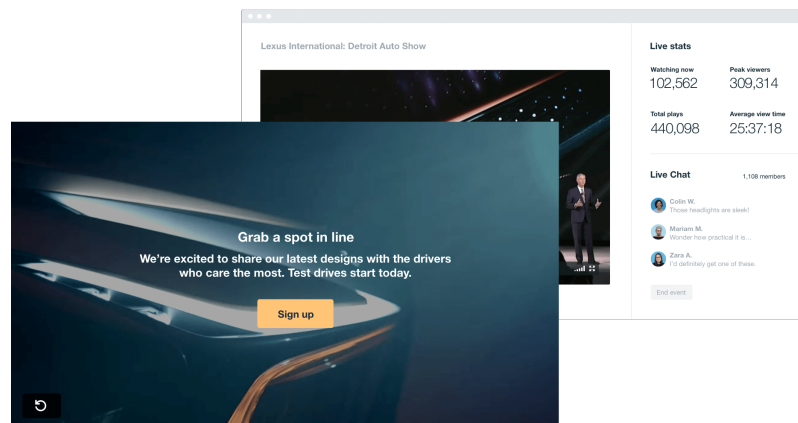 Lexus International: Detroit Auto Show
Live stats
Watching now
Peak viewers
102,562
309,314
Total plays
Average view time
440,098
25:37:18
Live Chat
1,108 members
Colin W.
Those headlights are sleek!
Mariam M.
Wonder how practical it is...
Zara A.
I'd definitely get one of these.
End event
Grab a spot in line
We're excited to share our latest designs with the drivers
who care the most. Test drives start today.
Sign up